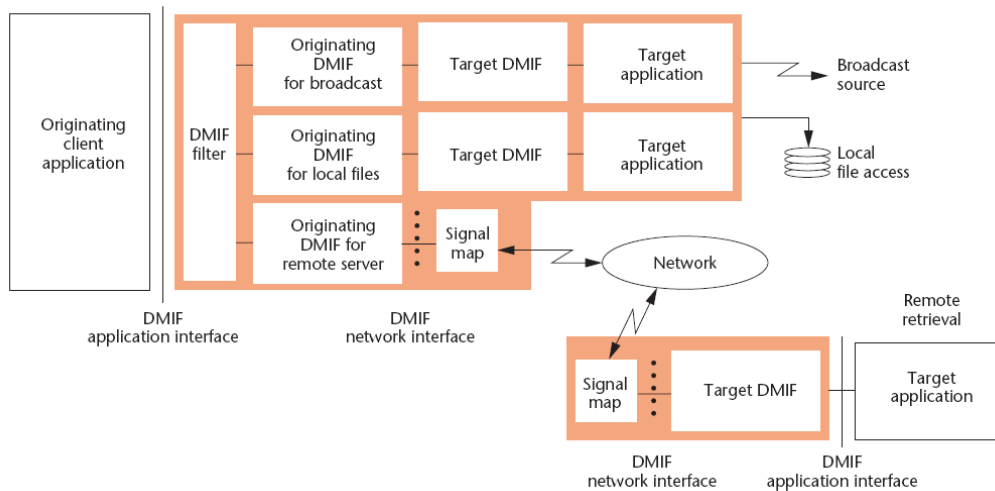 Originating
client
application
DMIF
filter
Originating
DMIF
for broadcast
Target DMIF
Target
application
Broadcast
source
Originating
DMIF
for local files
Target DMIF
Target
application
Local
file access
Originating
DMIF for
remote server
Signal
map
Network
DMIF
application interface
DMIF
network interface
Remote
retrieval
Signal
map
Target DMIF
Target
application
DMIF
network interface
DMIF
application interface